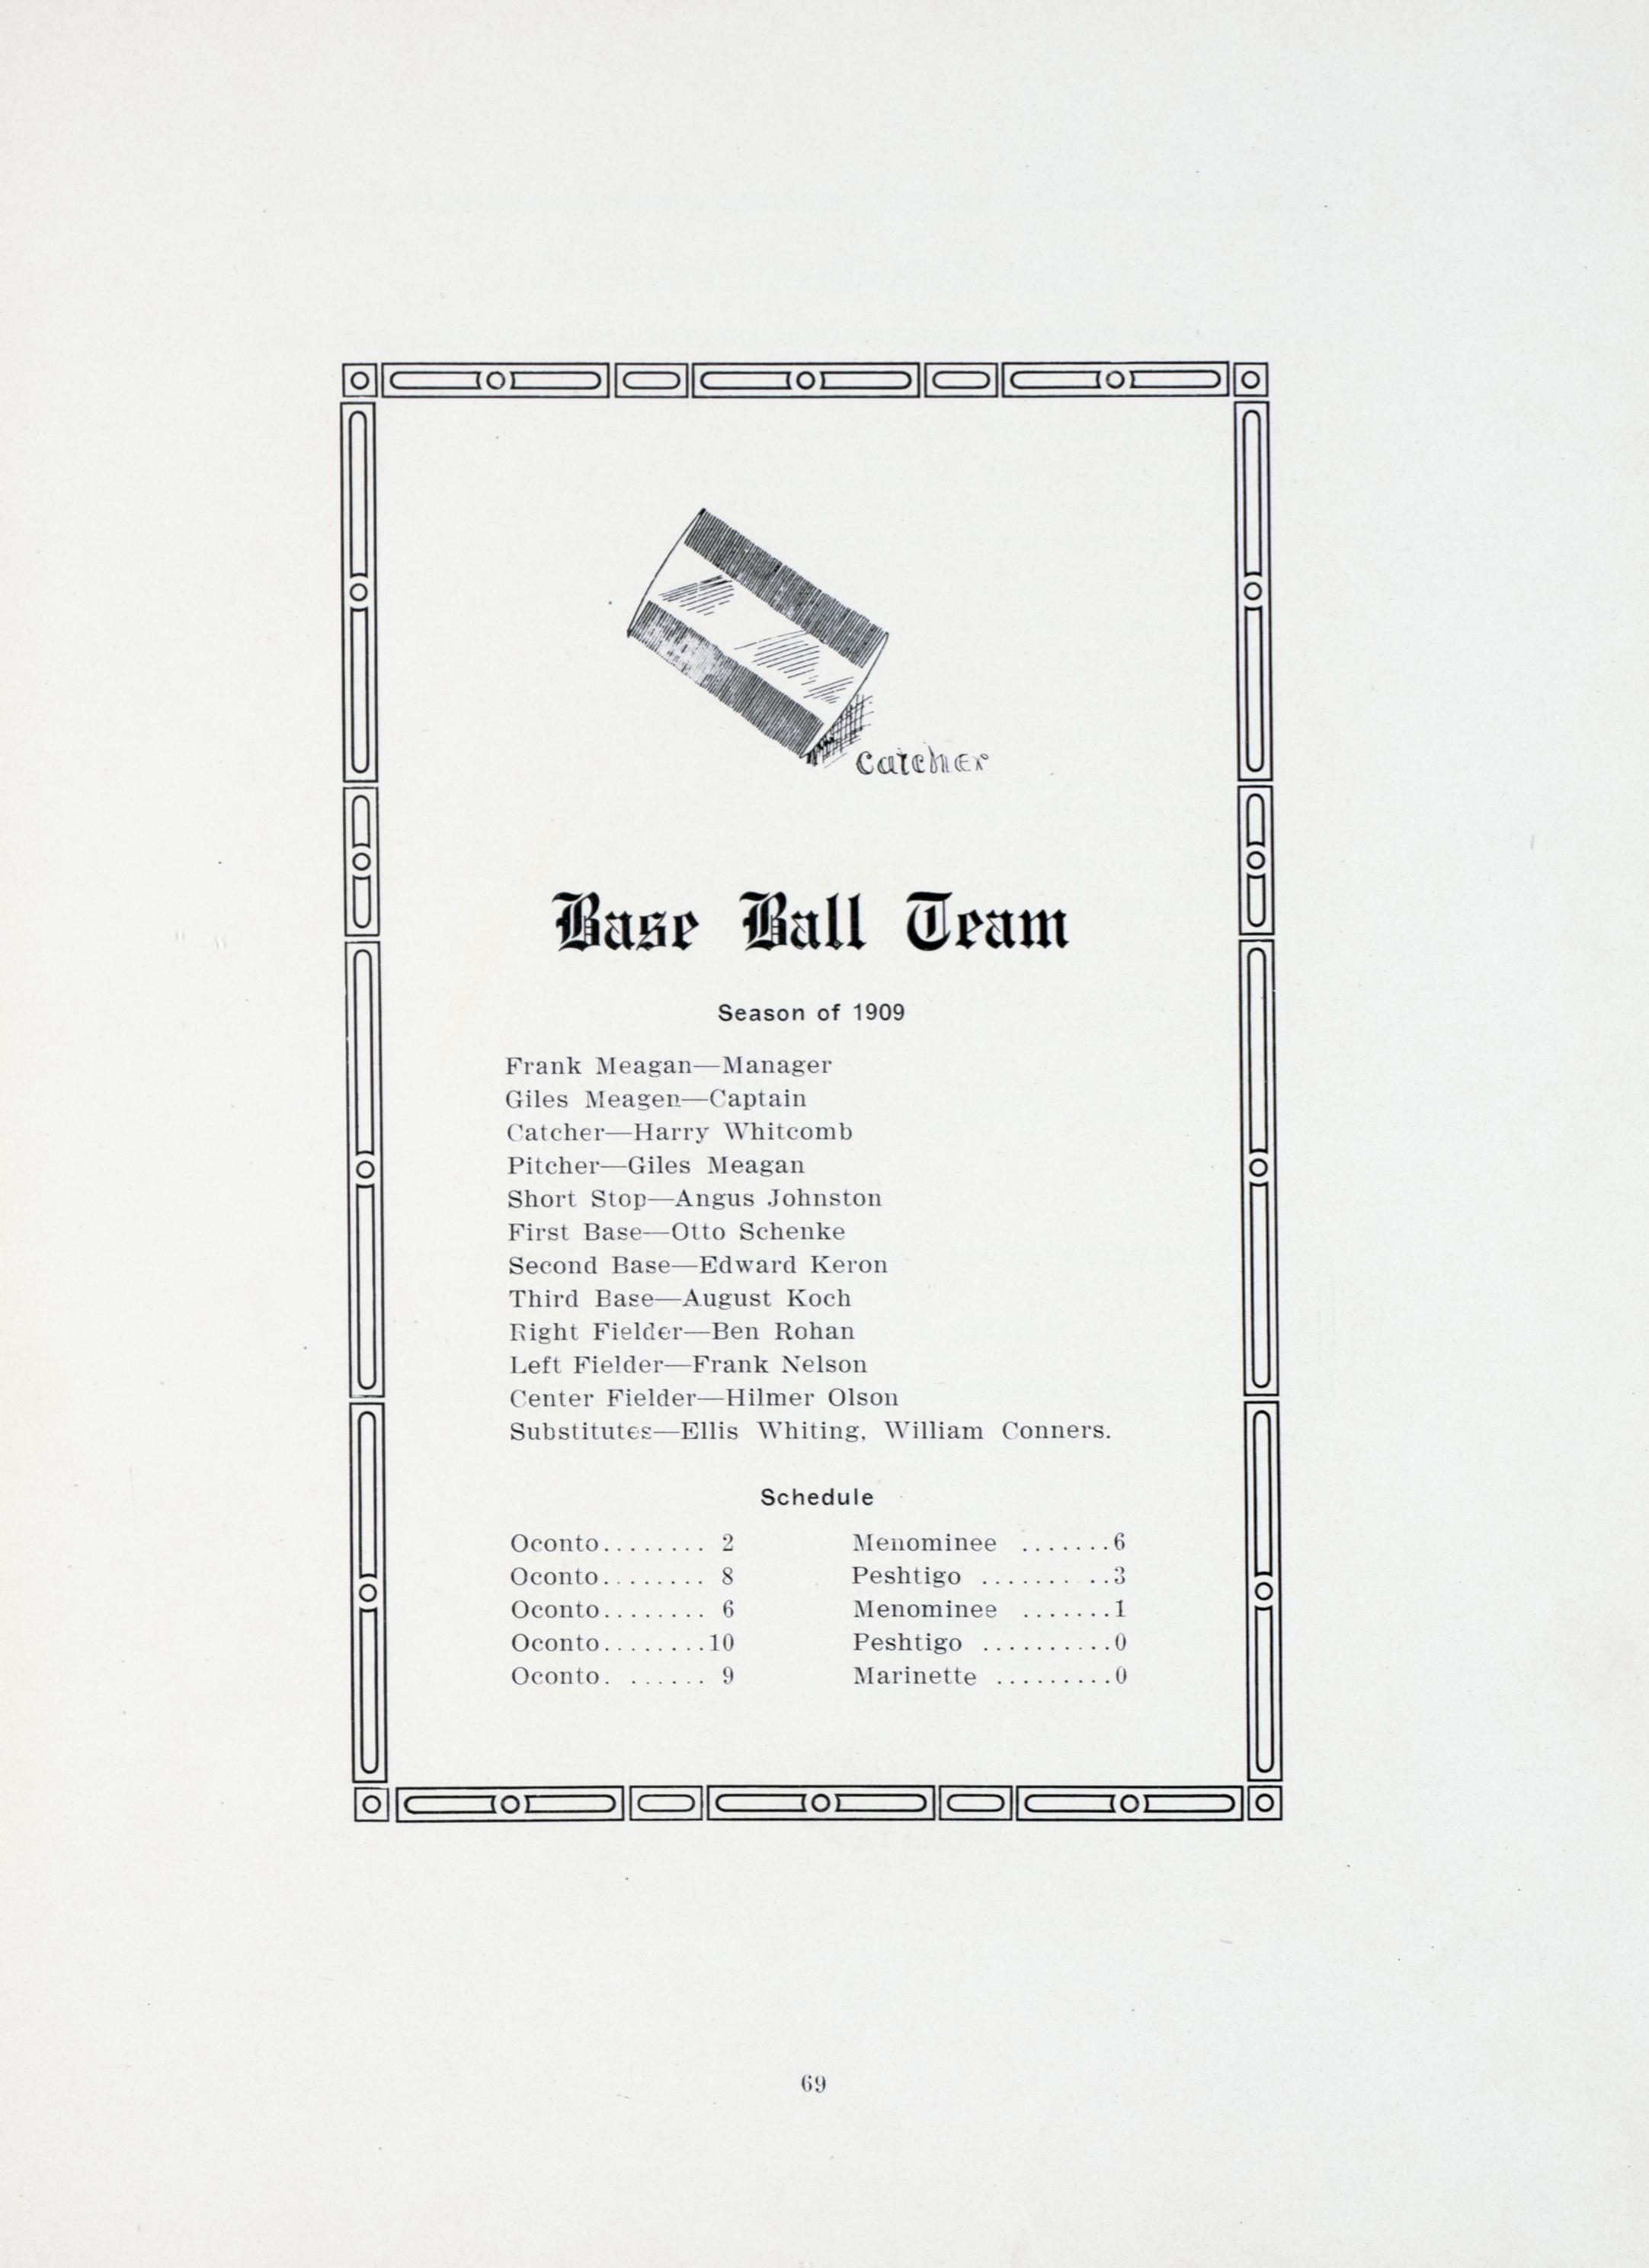 Catcher
Base Ball Team
Season of 1909
Frank Meagan—Manager
Giles Meagen—Captain
Catcher—Harry Whitcomb
Pitcher—Giles Meagan
Short Stop—Angus Johnston
First Base—Otto Schenke
Second Base—Edward Keron
Third Base—August Koch
Right Fielder—Ben Rohan
Left Fielder—Frank Nelson
Center Fielder—Hilmer Olson
Substitutes—Ellis Whiting, William Conners.
Schedule
Oconto........ 2 Menominee .......6
Oconto........ 8 Peshtigo ..........3
Oconto........ 6 Menominee .......1
Oconto........10 Peshtigo ..........0
Oconto. ...... 9 Marinette .........0
69